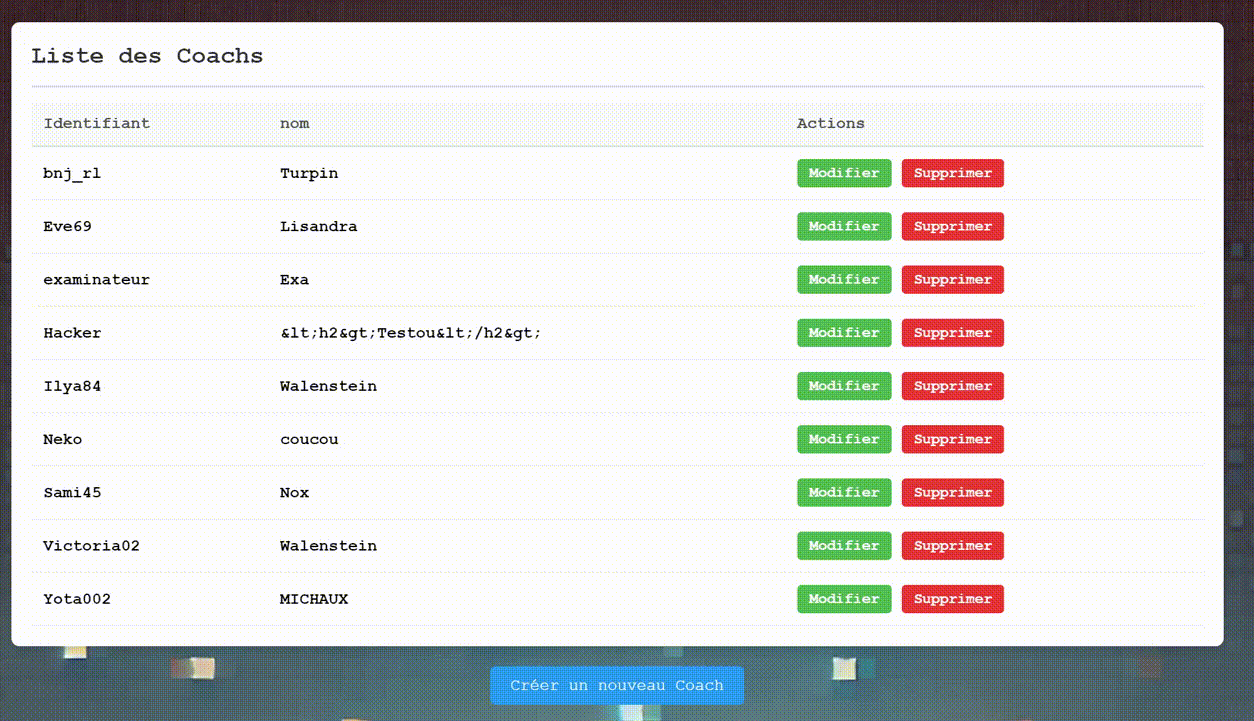 Liste des Coachs
Identifiant nom Actions
bnj_rl Turpin Modifier Supprimer
Eve69 Lisandra Modifier Supprimer
examinateur Exa Modifier Supprimer
Hacker &lt;h2&gt;Testou&lt;/h2&gt; Modifier Supprimer
Ilya84 Walenstein Modifier Supprimer
Neko coucou Modifier Supprimer
Sami45 Nox Modifier Supprimer
Victoria02 Walenstein Modifier Supprimer
Yota002 MICHAUX Modifier Supprimer
Créer un nouveau Coach